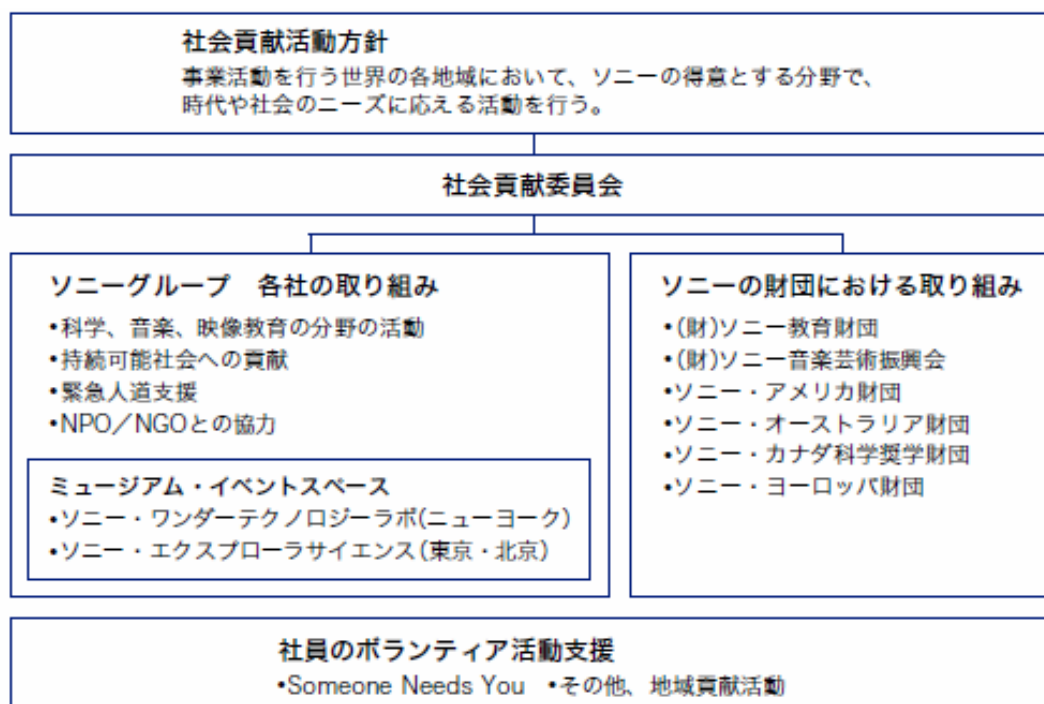 社会貢献活動方針
事業活動を行う世界の各地域において、ソニーの得意とする分野で、
時代や社会のニーズに応える活動を行う。
社会貢献委員会
ソニーグループ　各社の取り組み
•科学、音楽、映像教育の分野の活動
•持続可能社会への貢献
•緊急人道支援
•NPO／NGOとの協力
ミュージアム・イベントスペース
•ソニー・ワンダーテクノロジーラボ(ニューヨーク)
•ソニー・エクスプローラサイエンス(東京・北京)
ソニーの財団における取り組み
•(財)ソニー教育財団
•(財)ソニー音楽芸術振興会
•ソニー・アメリカ財団
•ソニー・オーストラリア財団
•ソニー・カナダ科学奨学財団
•ソニー・ヨーロッパ財団
社員のボランティア活動支援
•Someone Needs You　•その他、地域貢献活動